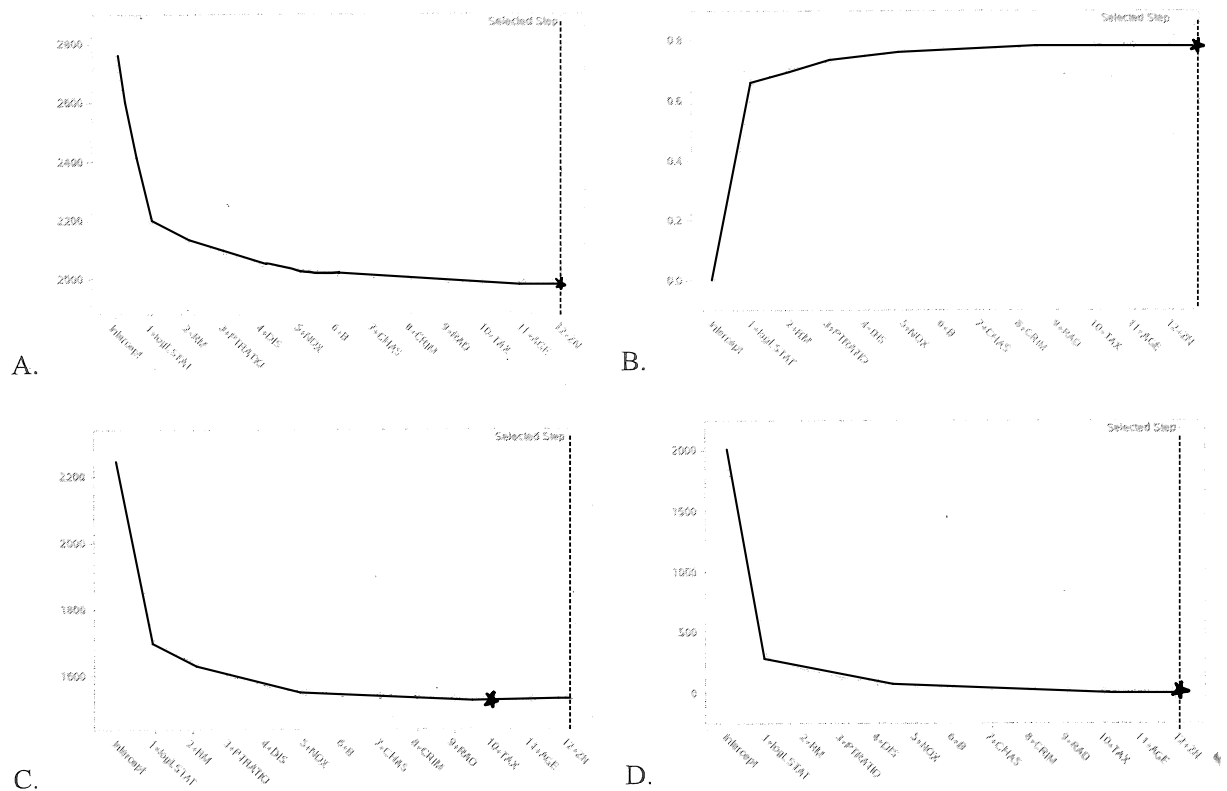 Selected Step
2800
2600
2400
2200
2000
Intercept
1+logLSTAT
2+RM
3+PTRATIO
4+DIS
5+NOX
6+B
7+CHAS
8+CRIM
9+RAD
10+TAX
11+AGE
12+ZN
A.
Selected Step
0.8
0.6
0.4
0.2
0.0
Intercept
1+logLSTAT
2+RM
3+PTRATIO
4+DIS
5+NOX
6+B
7+CHAS
8+CRIM
9+RAD
10+TAX
11+AGE
12+ZN
B.
Selected Step
2200
2000
1800
1600
Intercept
1+logLSTAT
2+RM
3+PTRATIO
4+DIS
5+NOX
6+B
7+CHAS
8+CRIM
9+RAD
10+TAX
11+AGE
12+ZN
C.
Selected Step
2000
1500
1000
500
0
Intercept
1+logLSTAT
2+RM
3+PTRATIO
4+DIS
5+NOX
6+B
7+CHAS
8+CRIM
9+RAD
10+TAX
11+AGE
12+ZN
D.